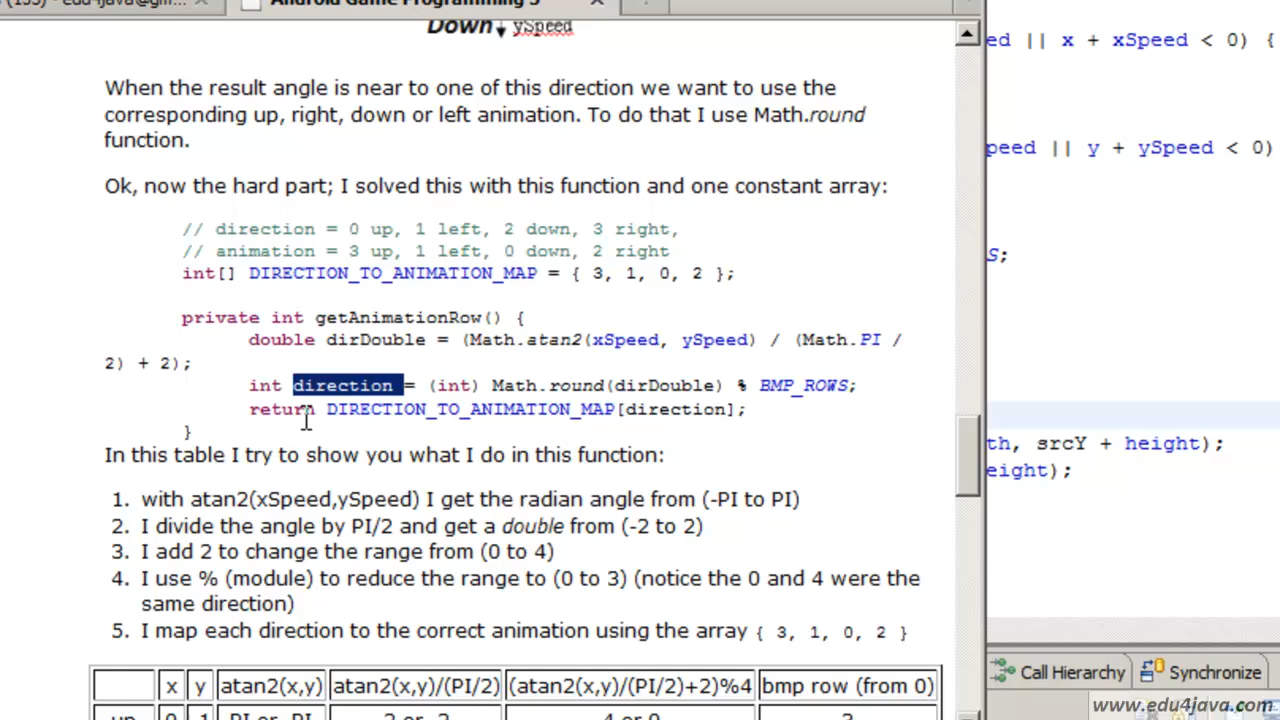 Down ySpeed
When the result angle is near to one of this direction we want to use the
corresponding up, right, down or left animation. To do that I use Math.round
function.
Ok, now the hard part; I solved this with this function and one constant array:
// direction = 0 up, 1 left, 2 down, 3 right,
// animation = 3 up, 1 left, 0 down, 2 right
int[] DIRECTION_TO_ANIMATION_MAP = { 3, 1, 0, 2 };
private int getAnimationRow() {
double dirDouble = (Math.atan2(xSpeed, ySpeed) / (Math.PI /
2) + 2);
int direction = (int) Math.round(dirDouble) % BMP_ROWS;
return DIRECTION_TO_ANIMATION_MAP[direction];
}
In this table I try to show you what I do in this function:
1. with atan2(xSpeed,ySpeed) I get the radian angle from (-PI to PI)
2. I divide the angle by PI/2 and get a double from (-2 to 2)
3. I add 2 to change the range from (0 to 4)
4. I use % (module) to reduce the range to (0 to 3) (notice the 0 and 4 were the
same direction)
5. I map each direction to the correct animation using the array { 3, 1, 0, 2 }
x y atan2(x,y) atan2(x,y)/(PI/2) (atan2(x,y)/(PI/2)+2)%4 bmp row (from 0)
ed || x + xSpeed < 0) {
peed || y + ySpeed < 0)
S;
th, srcY + height);
eight);
Call Hierarchy Synchronize
www.edu4java.com